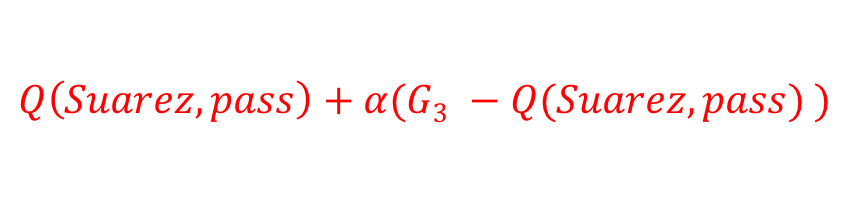 Q(Suarez, pass) + α(G₃ − Q(Suarez, pass) )